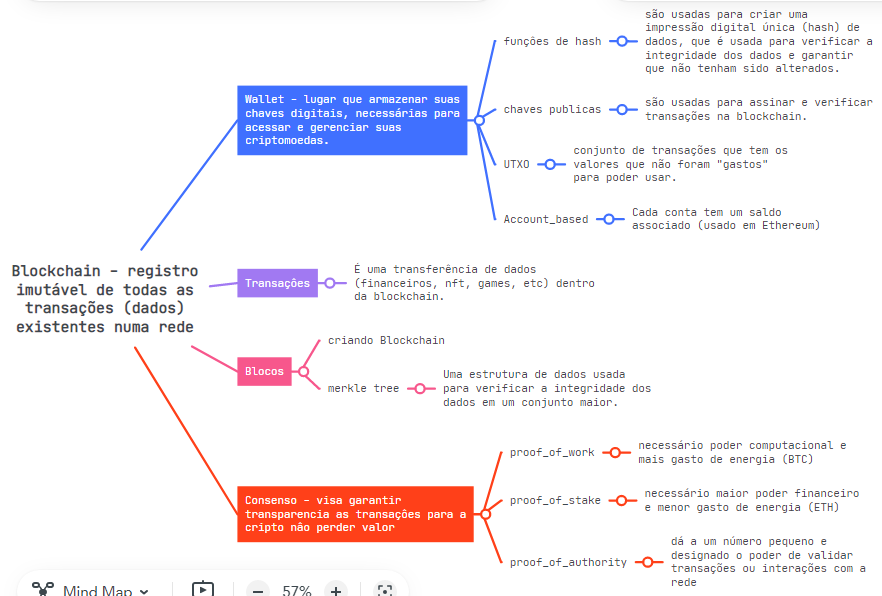 Blockchain - registro
imutável de todas as
transações (dados)
existentes numa rede
Wallet - lugar que armazenar suas
chaves digitais, necessárias para
acessar e gerenciar suas
criptomoedas.
funções de hash
são usadas para criar uma
impressão digital única (hash) de
dados, que é usada para verificar a
integridade dos dados e garantir
que não tenham sido alterados.
chaves publicas
são usadas para assinar e verificar
transações na blockchain.
UTXO
conjunto de transações que tem os
valores que não foram "gastos"
para poder usar.
Account_based
Cada conta tem um saldo
associado (usado em Ethereum)
Transações
É uma transferência de dados
(financeiros, nft, games, etc) dentro
da blockchain.
Blocos
criando Blockchain
merkle tree
Uma estrutura de dados usada
para verificar a integridade dos
dados em um conjunto maior.
Consenso - visa garantir
transparencia as transações para a
cripto não perder valor
proof_of_work
necessário poder computacional e
mais gasto de energia (BTC)
proof_of_stake
necessário maior poder financeiro
e menor gasto de energia (ETH)
proof_of_authority
dá a um número pequeno e
designado o poder de validar
transações ou interações com a
rede
Mind Map
57%